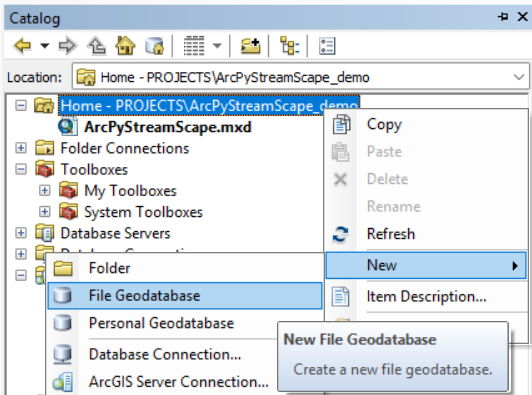 Catalog
Location: Home - PROJECTS\ArcPyStreamScape_demo
Home - PROJECTS\ArcPyStreamScape_demo
ArcPyStreamScape.mxd
Folder Connections
Toolboxes
My Toolboxes
System Toolboxes
Database Servers
Copy
Paste
Delete
Rename
Refresh
New
Item Description...
Folder
File Geodatabase
Personal Geodatabase
Database Connection...
ArcGIS Server Connection...
New File Geodatabase
Create a new file geodatabase.